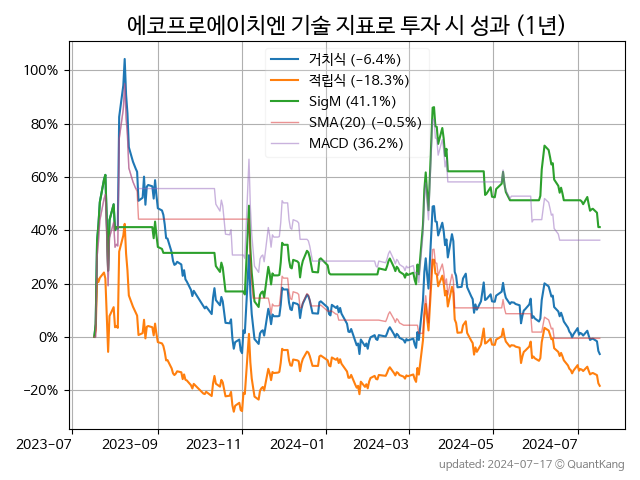 에코프로에이치엔 기술 지표로 투자 시 성과 (1년)
거치식 (-6.4%)
적립식 (-18.3%)
SigM (41.1%)
SMA(20) (-0.5%)
MACD (36.2%)
100%
80%
60%
40%
20%
0%
-20%
2023-07 2023-09 2023-11 2024-01 2024-03 2024-05 2024-07
updated: 2024-07-17 © QuantKang